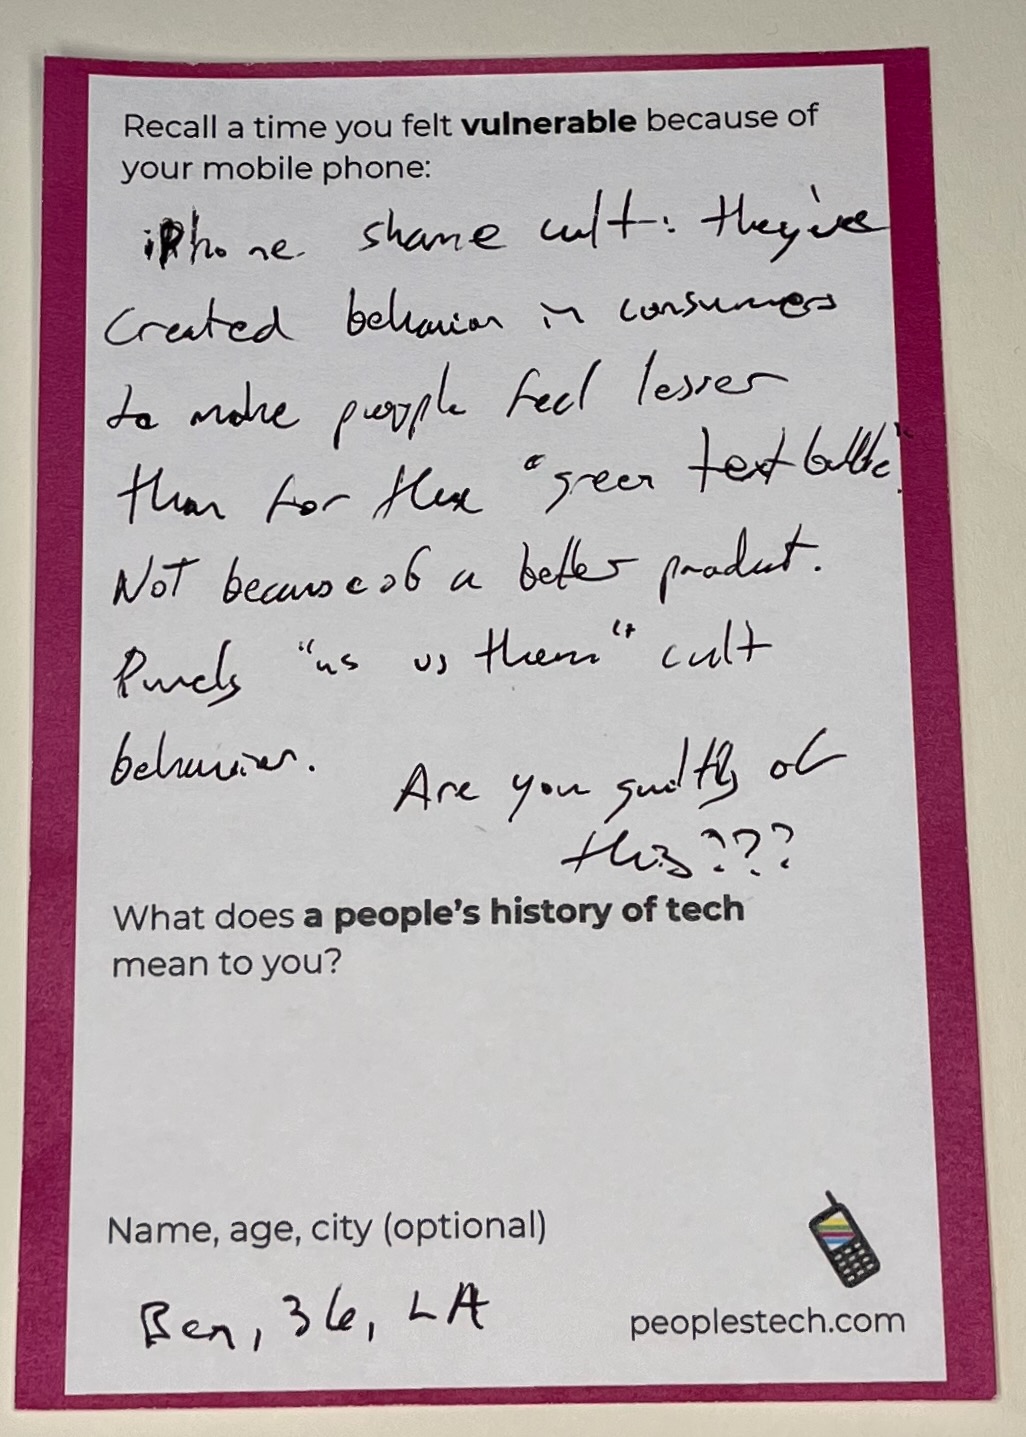 Recall a time you felt vulnerable because of
your mobile phone:
iPhone shame cult: they've
created behavior in consumers
to make people feel lesser
than for the "green text bubble".
Not because of a better product.
Purely "us vs them" cult
behavior. Are you guilty of
this???
What does a people's history of tech
mean to you?
Name, age, city (optional)
Ben, 36, LA
peoplestech.com